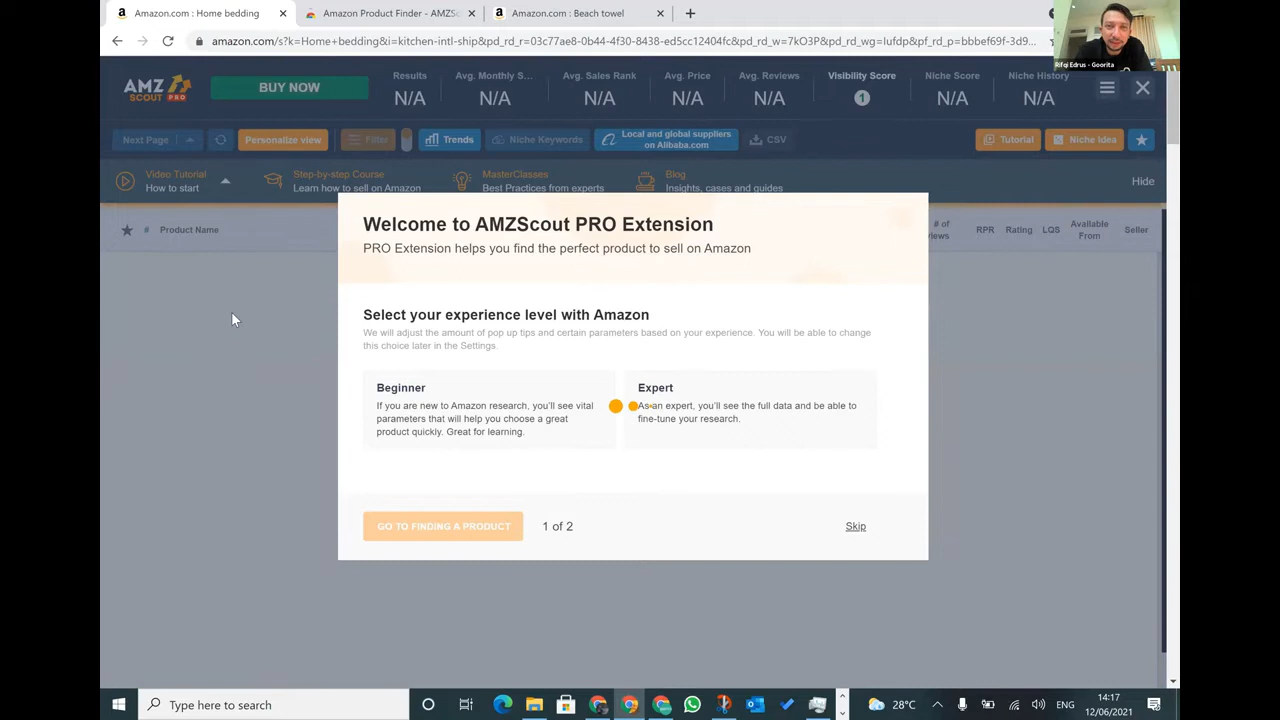 Amazon.com : Home bedding
Amazon Product Finder - AMZSc
Amazon.com : Beach towel
amazon.com/s?k=Home+bedding&i=kitchen-intl-ship&pd_rd_r=03c77ae8-0b44-4f30-8438-ed5cc12404fc&pd_rd_w=7kO3P&pd_rd_wg=Iufdp&pf_rd_p=bbbef69f-3d9...
Rifqi Edrus - Goorita
AMZ
SCOUT PRO
BUY NOW
Results
N/A
Avg. Monthly S...
N/A
Avg. Sales Rank
N/A
Avg. Price
N/A
Avg. Reviews
N/A
Visibility Score
1
Niche Score
N/A
Niche History
N/A
Next Page
Personalize view
Filter
Trends
Niche Keywords
Local and global suppliers
on Alibaba.com
CSV
Tutorial
Niche Idea
Video Tutorial
How to start
Step-by-step Course
Learn how to sell on Amazon
MasterClasses
Best Practices from experts
Blog
Insights, cases and guides
Hide
# Product Name
# of
views
RPR
Rating
LQS
Available
From
Seller
Welcome to AMZScout PRO Extension
PRO Extension helps you find the perfect product to sell on Amazon
Select your experience level with Amazon
We will adjust the amount of pop up tips and certain parameters based on your experience. You will be able to change
this choice later in the Settings.
Beginner
If you are new to Amazon research, you'll see vital
parameters that will help you choose a great
product quickly. Great for learning.
Expert
As an expert, you'll see the full data and be able to
fine-tune your research.
GO TO FINDING A PRODUCT
1 of 2
Skip
Type here to search
28°C
ENG
14:17
12/06/2021